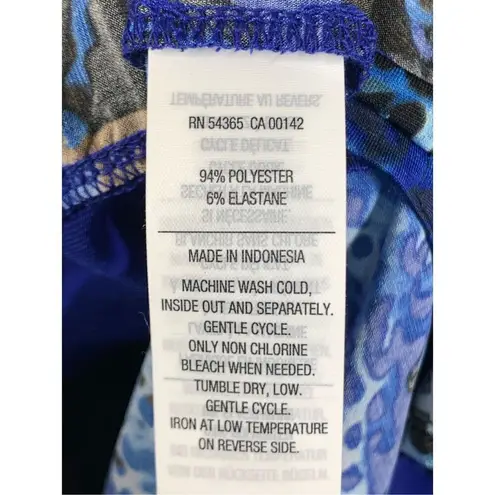 RN 54365 CA 00142
94% POLYESTER
6% ELASTANE
MADE IN INDONESIA
MACHINE WASH COLD,
INSIDE OUT AND SEPARATELY.
GENTLE CYCLE.
ONLY NON CHLORINE
BLEACH WHEN NEEDED.
TUMBLE DRY, LOW.
GENTLE CYCLE.
IRON AT LOW TEMPERATURE
ON REVERSE SIDE.